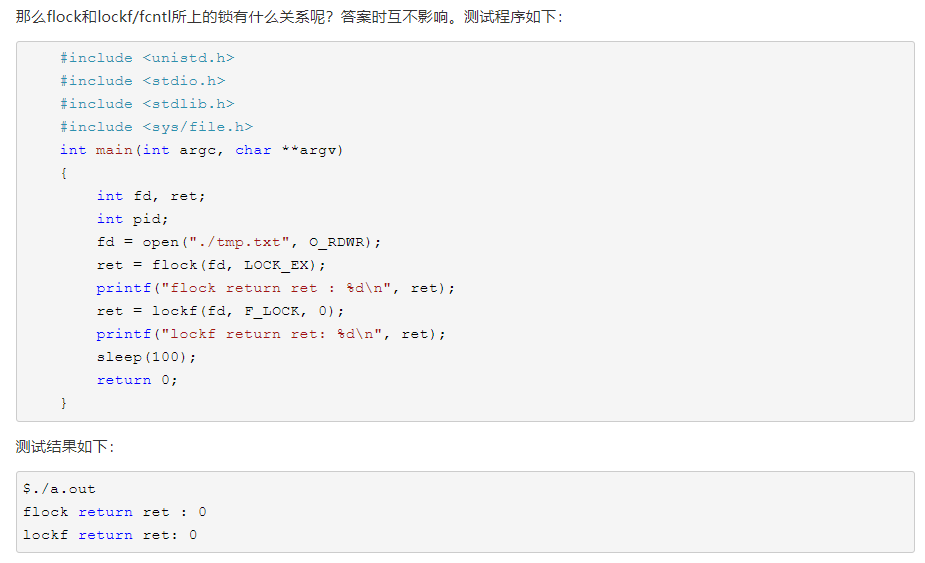 那么flock和lockf/fcntl所上的锁有什么关系呢？答案时互不影响。测试程序如下：
#include <unistd.h>
#include <stdio.h>
#include <stdlib.h>
#include <sys/file.h>
int main(int argc, char **argv)
{
    int fd, ret;
    int pid;
    fd = open("./tmp.txt", O_RDWR);
    ret = flock(fd, LOCK_EX);
    printf("flock return ret : %d\n", ret);
    ret = lockf(fd, F_LOCK, 0);
    printf("lockf return ret: %d\n", ret);
    sleep(100);
    return 0;
}
测试结果如下：
$./a.out
flock return ret : 0
lockf return ret: 0